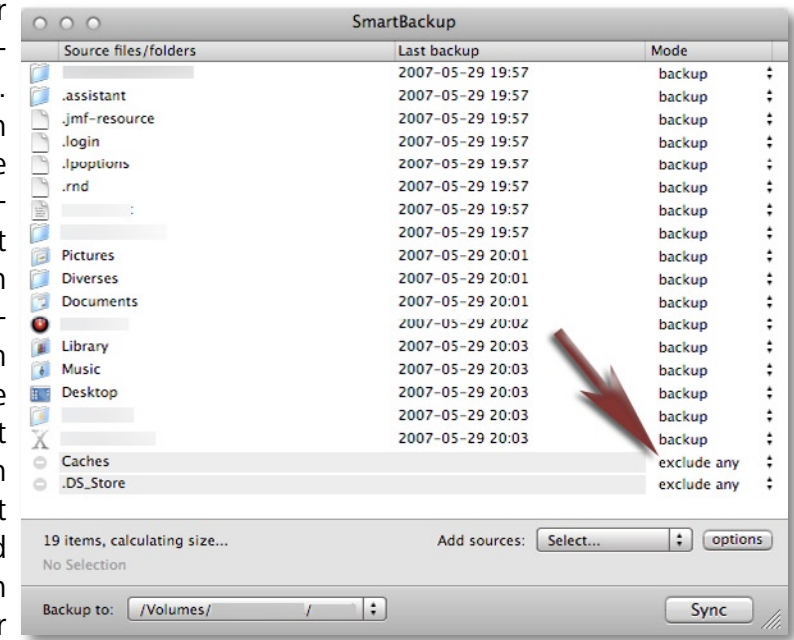 SmartBackup
Source files/folders Last backup Mode
2007-05-29 19:57 backup
.assistant 2007-05-29 19:57 backup
.jmf-resource 2007-05-29 19:57 backup
.login 2007-05-29 19:57 backup
.lpoptions 2007-05-29 19:57 backup
.rnd 2007-05-29 19:57 backup
: 2007-05-29 19:57 backup
2007-05-29 19:57 backup
Pictures 2007-05-29 20:01 backup
Diverses 2007-05-29 20:01 backup
Documents 2007-05-29 20:01 backup
2007-05-29 20:02 backup
Library 2007-05-29 20:03 backup
Music 2007-05-29 20:03 backup
Desktop 2007-05-29 20:03 backup
2007-05-29 20:03 backup
2007-05-29 20:03 backup
Caches exclude any
.DS_Store exclude any
19 items, calculating size... Add sources: Select... options
No Selection
Backup to: /Volumes/ / Sync